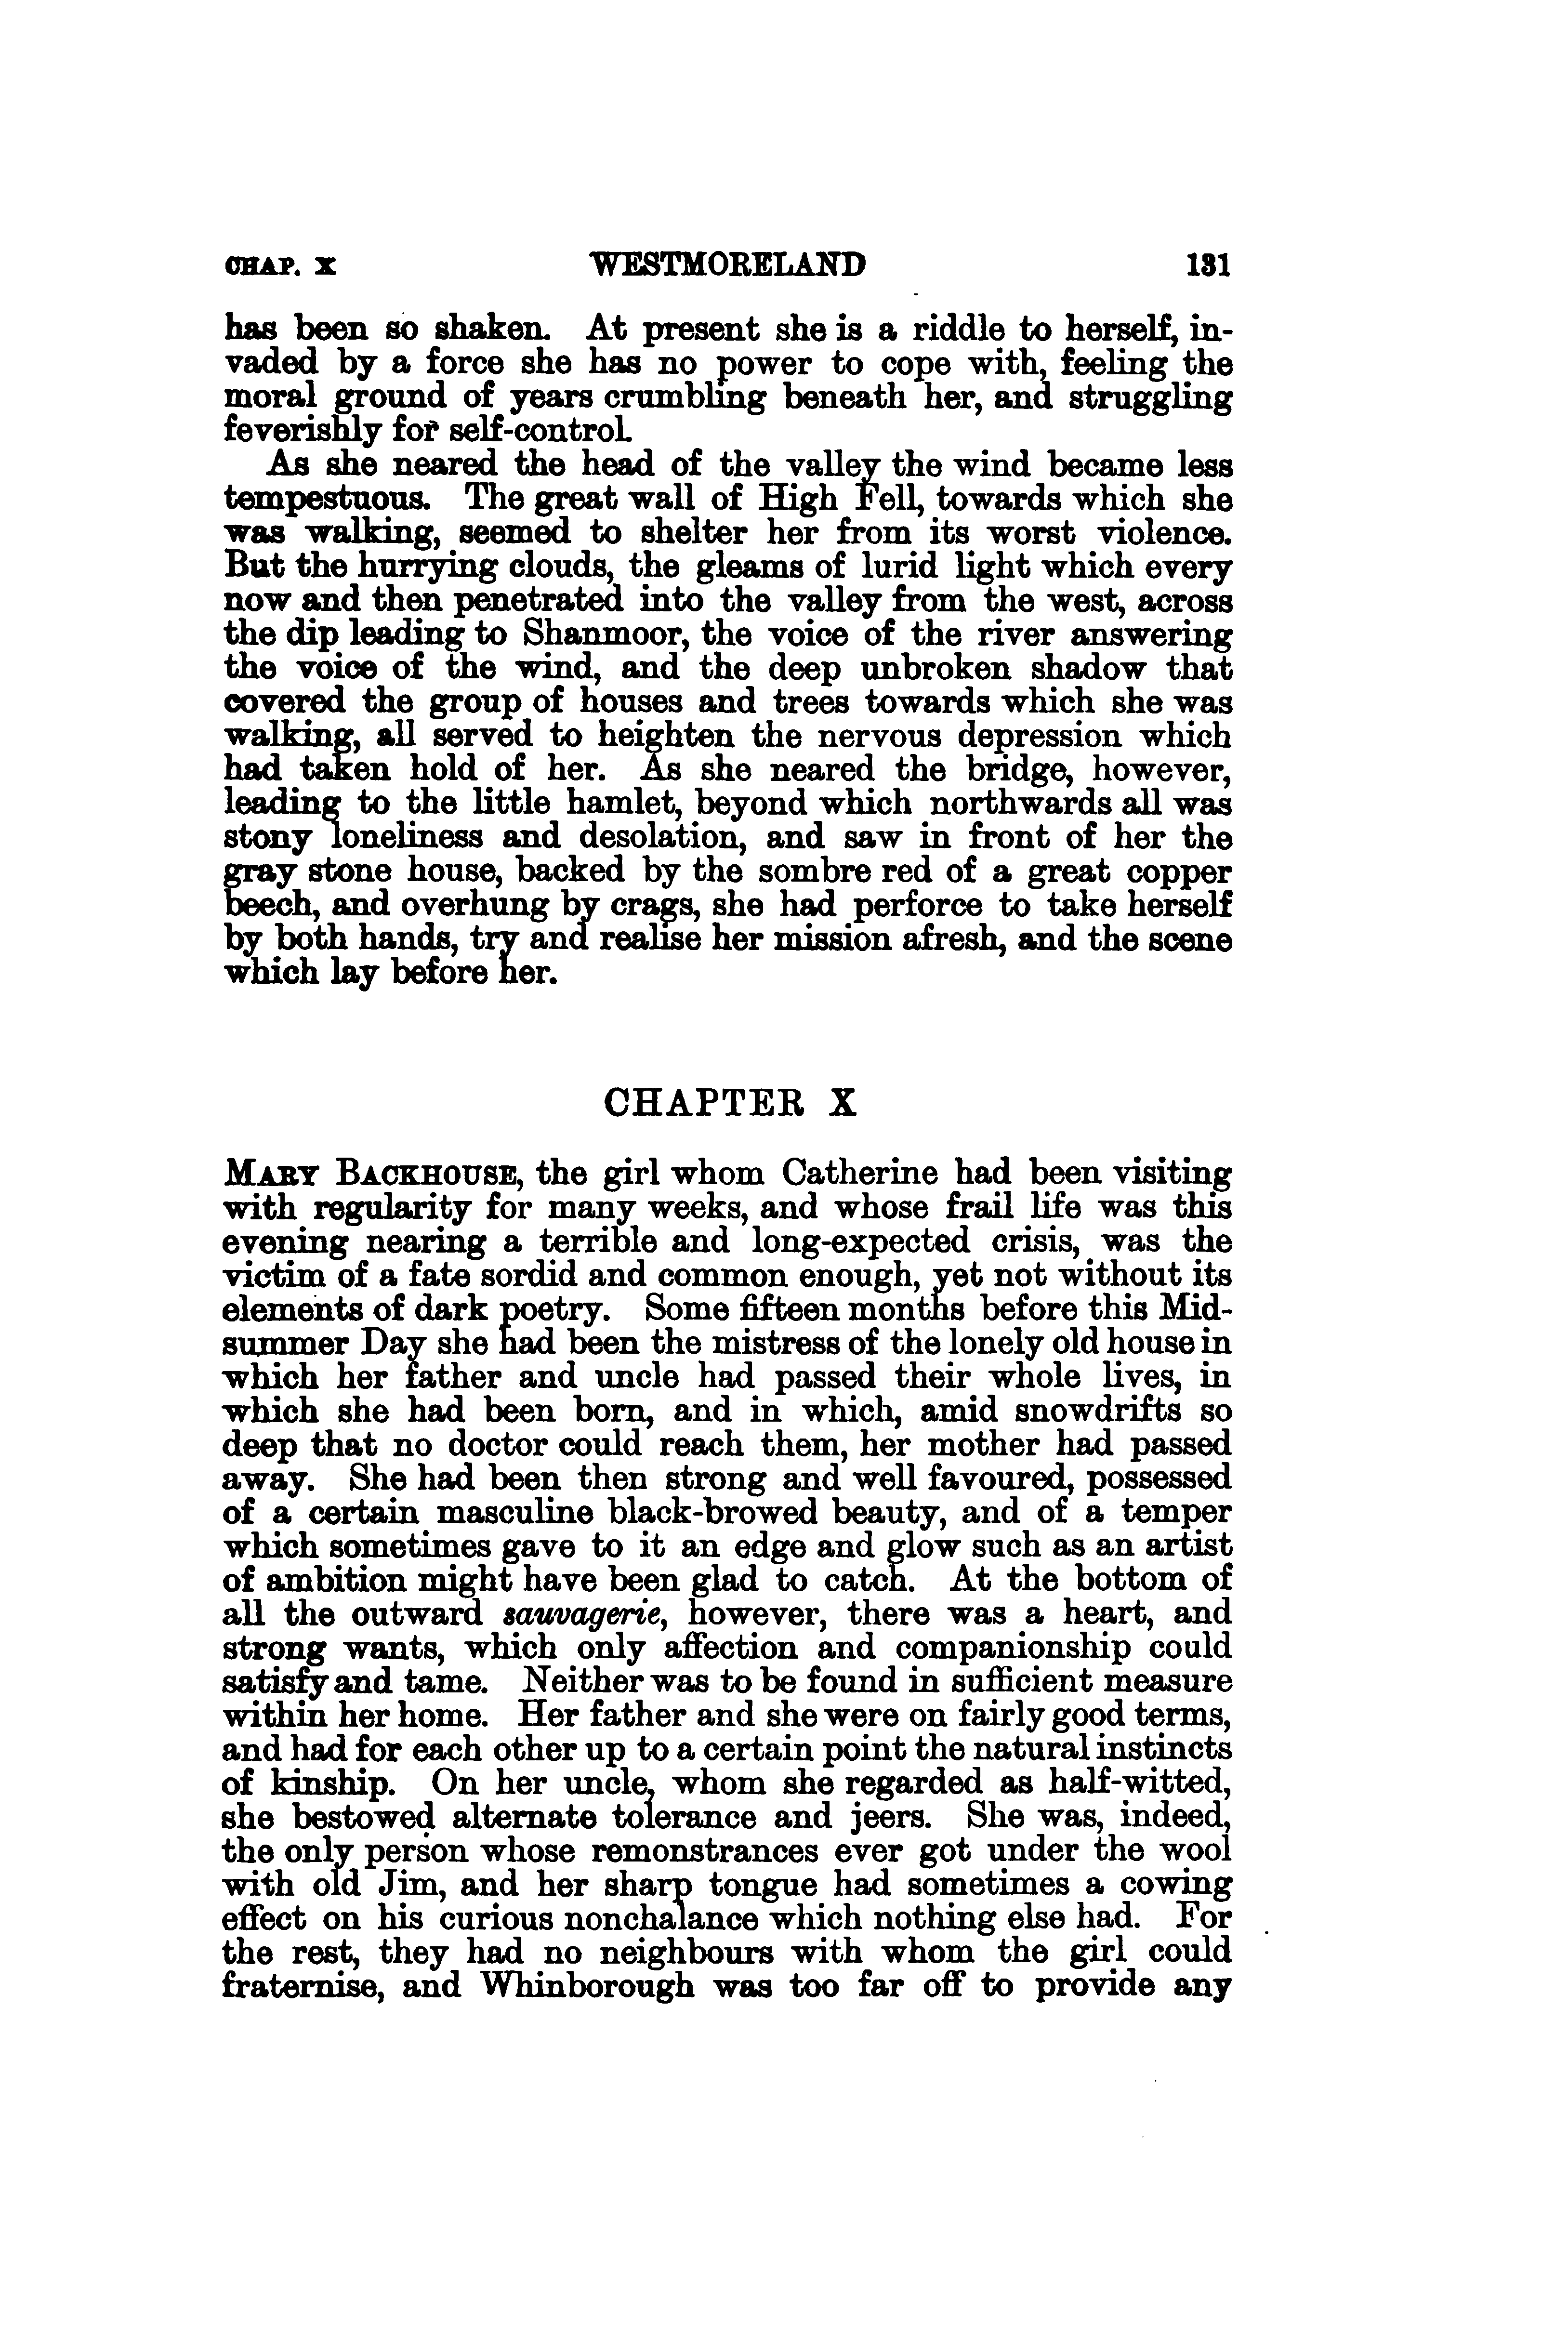 CHAP. X WESTMORELAND 131
has been so shaken. At present she is a riddle to herself, in-
vaded by a force she has no power to cope with, feeling the
moral ground of years crumbling beneath her, and struggling
feverishly for self-control.
As she neared the head of the valley the wind became less
tempestuous. The great wall of High Fell, towards which she
was walking, seemed to shelter her from its worst violence.
But the hurrying clouds, the gleams of lurid light which every
now and then penetrated into the valley from the west, across
the dip leading to Shanmoor, the voice of the river answering
the voice of the wind, and the deep unbroken shadow that
covered the group of houses and trees towards which she was
walking, all served to heighten the nervous depression which
had taken hold of her. As she neared the bridge, however,
leading to the little hamlet, beyond which northwards all was
stony loneliness and desolation, and saw in front of her the
gray stone house, backed by the sombre red of a great copper
beech, and overhung by crags, she had perforce to take herself
by both hands, try and realise her mission afresh, and the scene
which lay before her.
CHAPTER X
MARY BACKHOUSE, the girl whom Catherine had been visiting
with regularity for many weeks, and whose frail life was this
evening nearing a terrible and long-expected crisis, was the
victim of a fate sordid and common enough, yet not without its
elements of dark poetry. Some fifteen months before this Mid-
summer Day she had been the mistress of the lonely old house in
which her father and uncle had passed their whole lives, in
which she had been born, and in which, amid snowdrifts so
deep that no doctor could reach them, her mother had passed
away. She had been then strong and well favoured, possessed
of a certain masculine black-browed beauty, and of a temper
which sometimes gave to it an edge and glow such as an artist
of ambition might have been glad to catch. At the bottom of
all the outward sauvagerie, however, there was a heart, and
strong wants, which only affection and companionship could
satisfy and tame. Neither was to be found in sufficient measure
within her home. Her father and she were on fairly good terms,
and had for each other up to a certain point the natural instincts
of kinship. On her uncle, whom she regarded as half-witted,
she bestowed alternate tolerance and jeers. She was, indeed,
the only person whose remonstrances ever got under the wool
with old Jim, and her sharp tongue had sometimes a cowing
effect on his curious nonchalance which nothing else had. For
the rest, they had no neighbours with whom the girl could
fraternise, and Whinborough was too far off to provide any